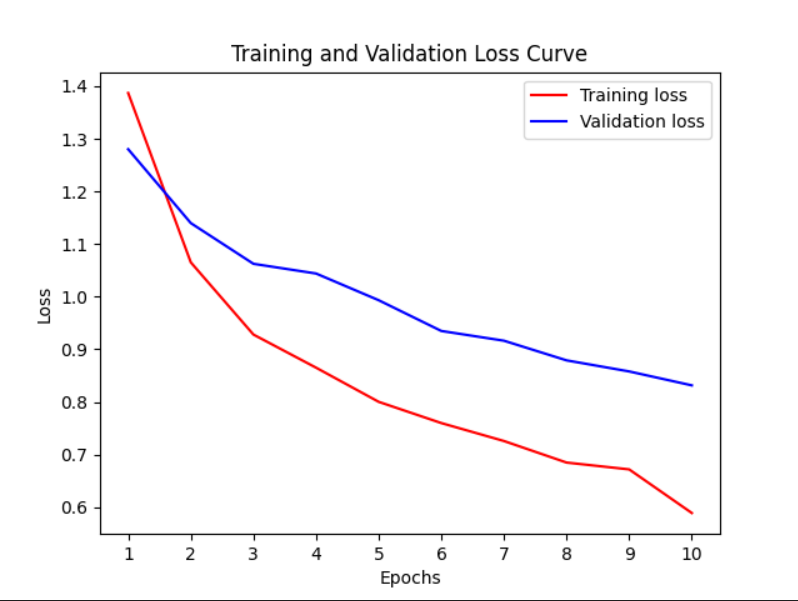 Training and Validation Loss Curve
Training loss
Validation loss
1.4
1.3
1.2
1.1
1.0
0.9
0.8
0.7
0.6
Loss
1 2 3 4 5 6 7 8 9 10
Epochs